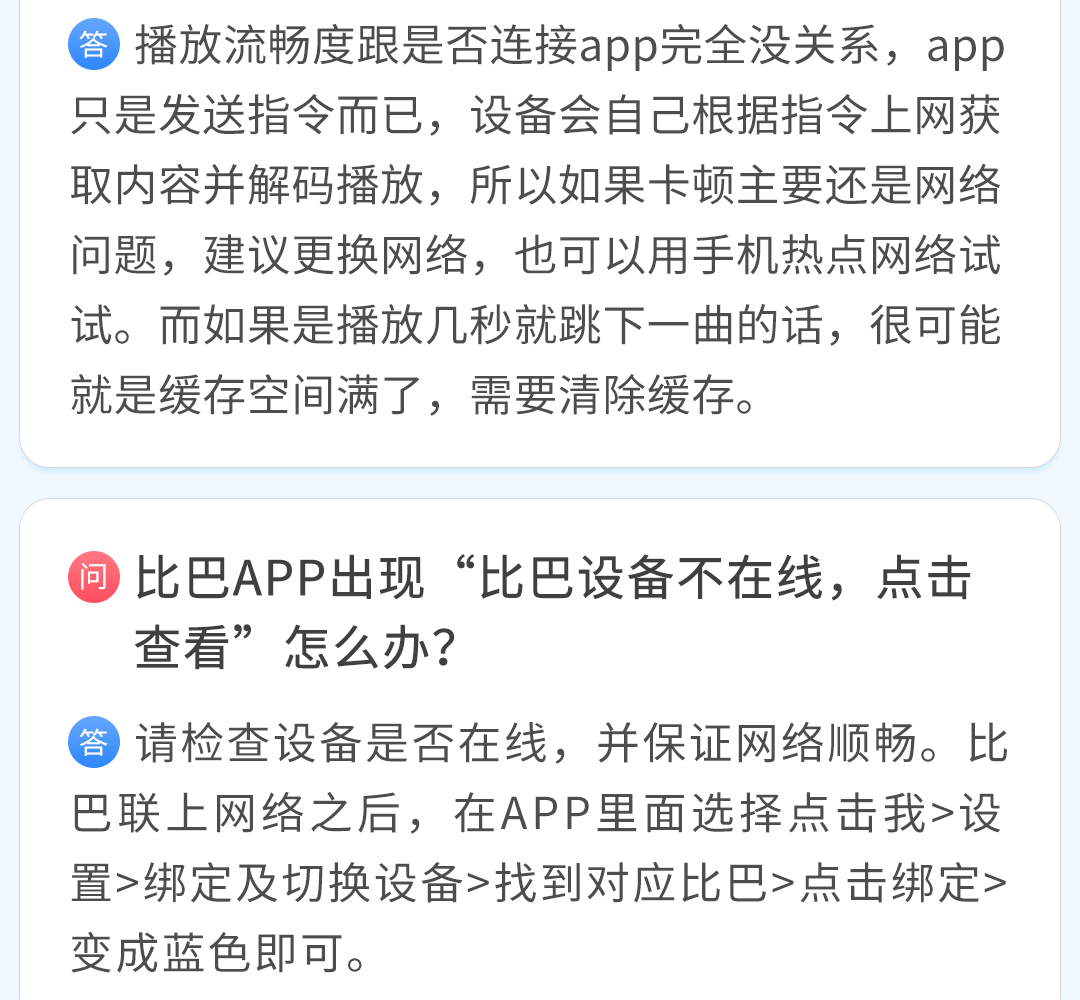 答 播放流畅度跟是否连接app完全没关系，app
只是发送指令而已，设备会自己根据指令上网获
取内容并解码播放，所以如果卡顿主要还是网络
问题，建议更换网络，也可以用手机热点网络试
试。而如果是播放几秒就跳下一曲的话，很可能
就是缓存空间满了，需要清除缓存。
问 比巴APP出现“比巴设备不在线，点击
查看”怎么办？
答 请检查设备是否在线，并保证网络顺畅。比
巴联上网络之后，在APP里面选择点击我>设
置>绑定及切换设备>找到对应比巴>点击绑定>
变成蓝色即可。